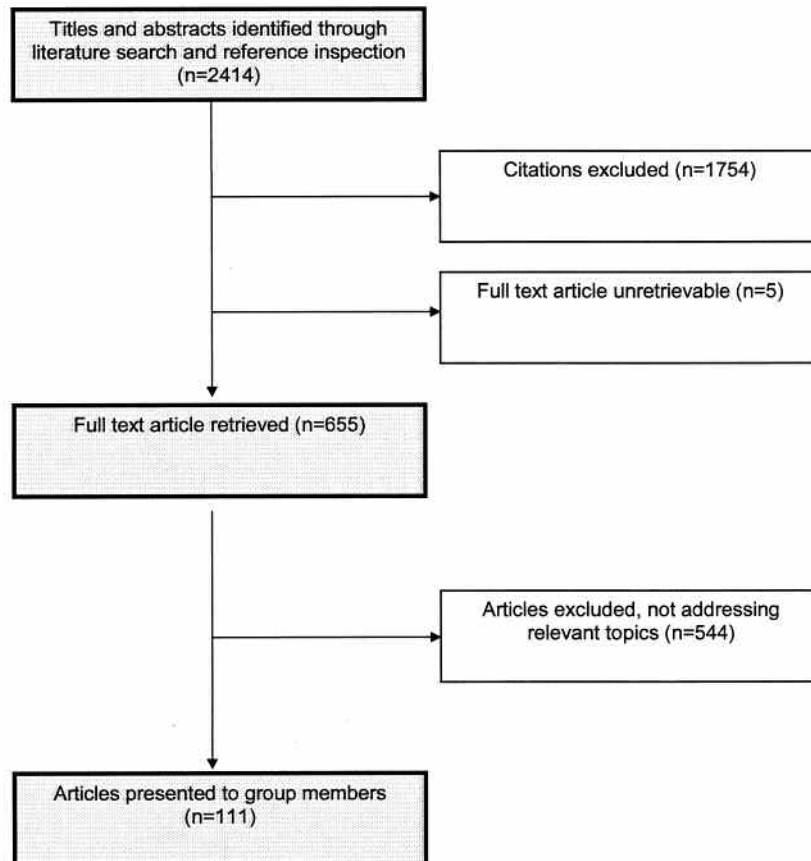 Titles and abstracts identified through
literature search and reference inspection
(n=2414)
Citations excluded (n=1754)
Full text article unretrievable (n=5)
Full text article retrieved (n=655)
Articles excluded, not addressing
relevant topics (n=544)
Articles presented to group members
(n=111)